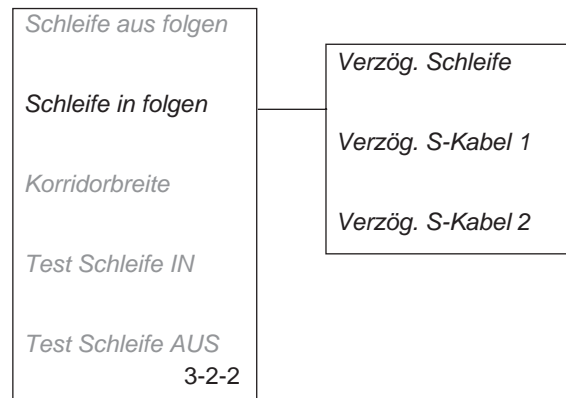 Schleife aus folgen
Schleife in folgen
Korridorbreite
Test Schleife IN
Test Schleife AUS
3-2-2
Verzög. Schleife
Verzög. S-Kabel 1
Verzög. S-Kabel 2